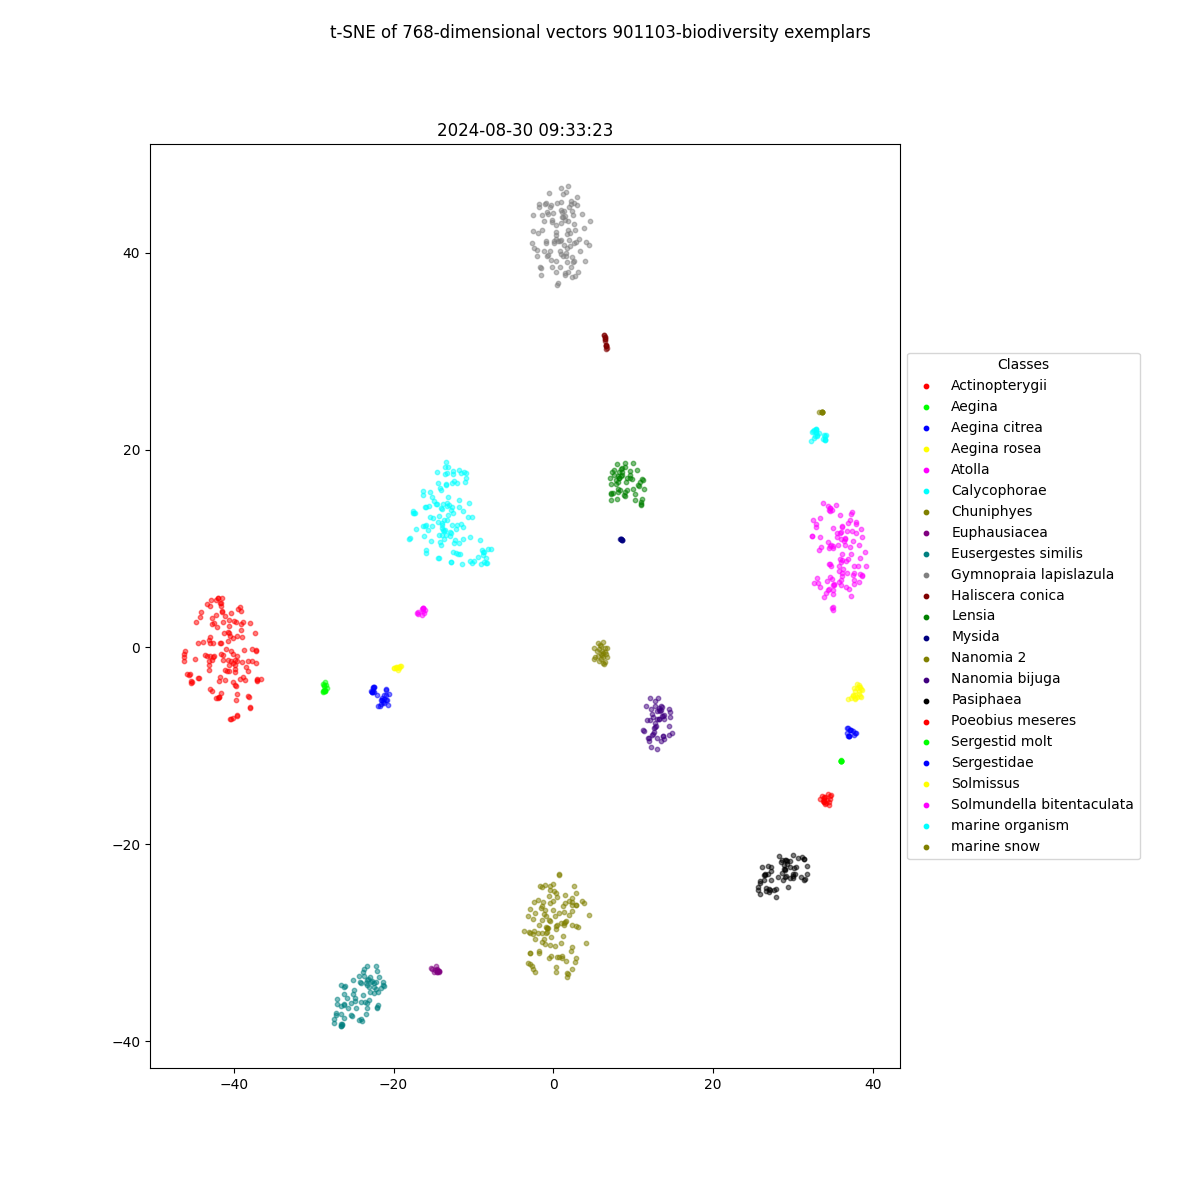 t-SNE of 768-dimensional vectors 901103-biodiversity exemplars
2024-08-30 09:33:23
40
20
0
−20
−40
−40
−20
0
20
40
Classes
Actinopterygii
Aegina
Aegina citrea
Aegina rosea
Atolla
Calycophorae
Chuniphyes
Euphausiacea
Eusergestes similis
Gymnopraia lapislazula
Haliscera conica
Lensia
Mysida
Nanomia 2
Nanomia bijuga
Pasiphaea
Poeobius meseres
Sergestid molt
Sergestidae
Solmissus
Solmundella bitentaculata
marine organism
marine snow